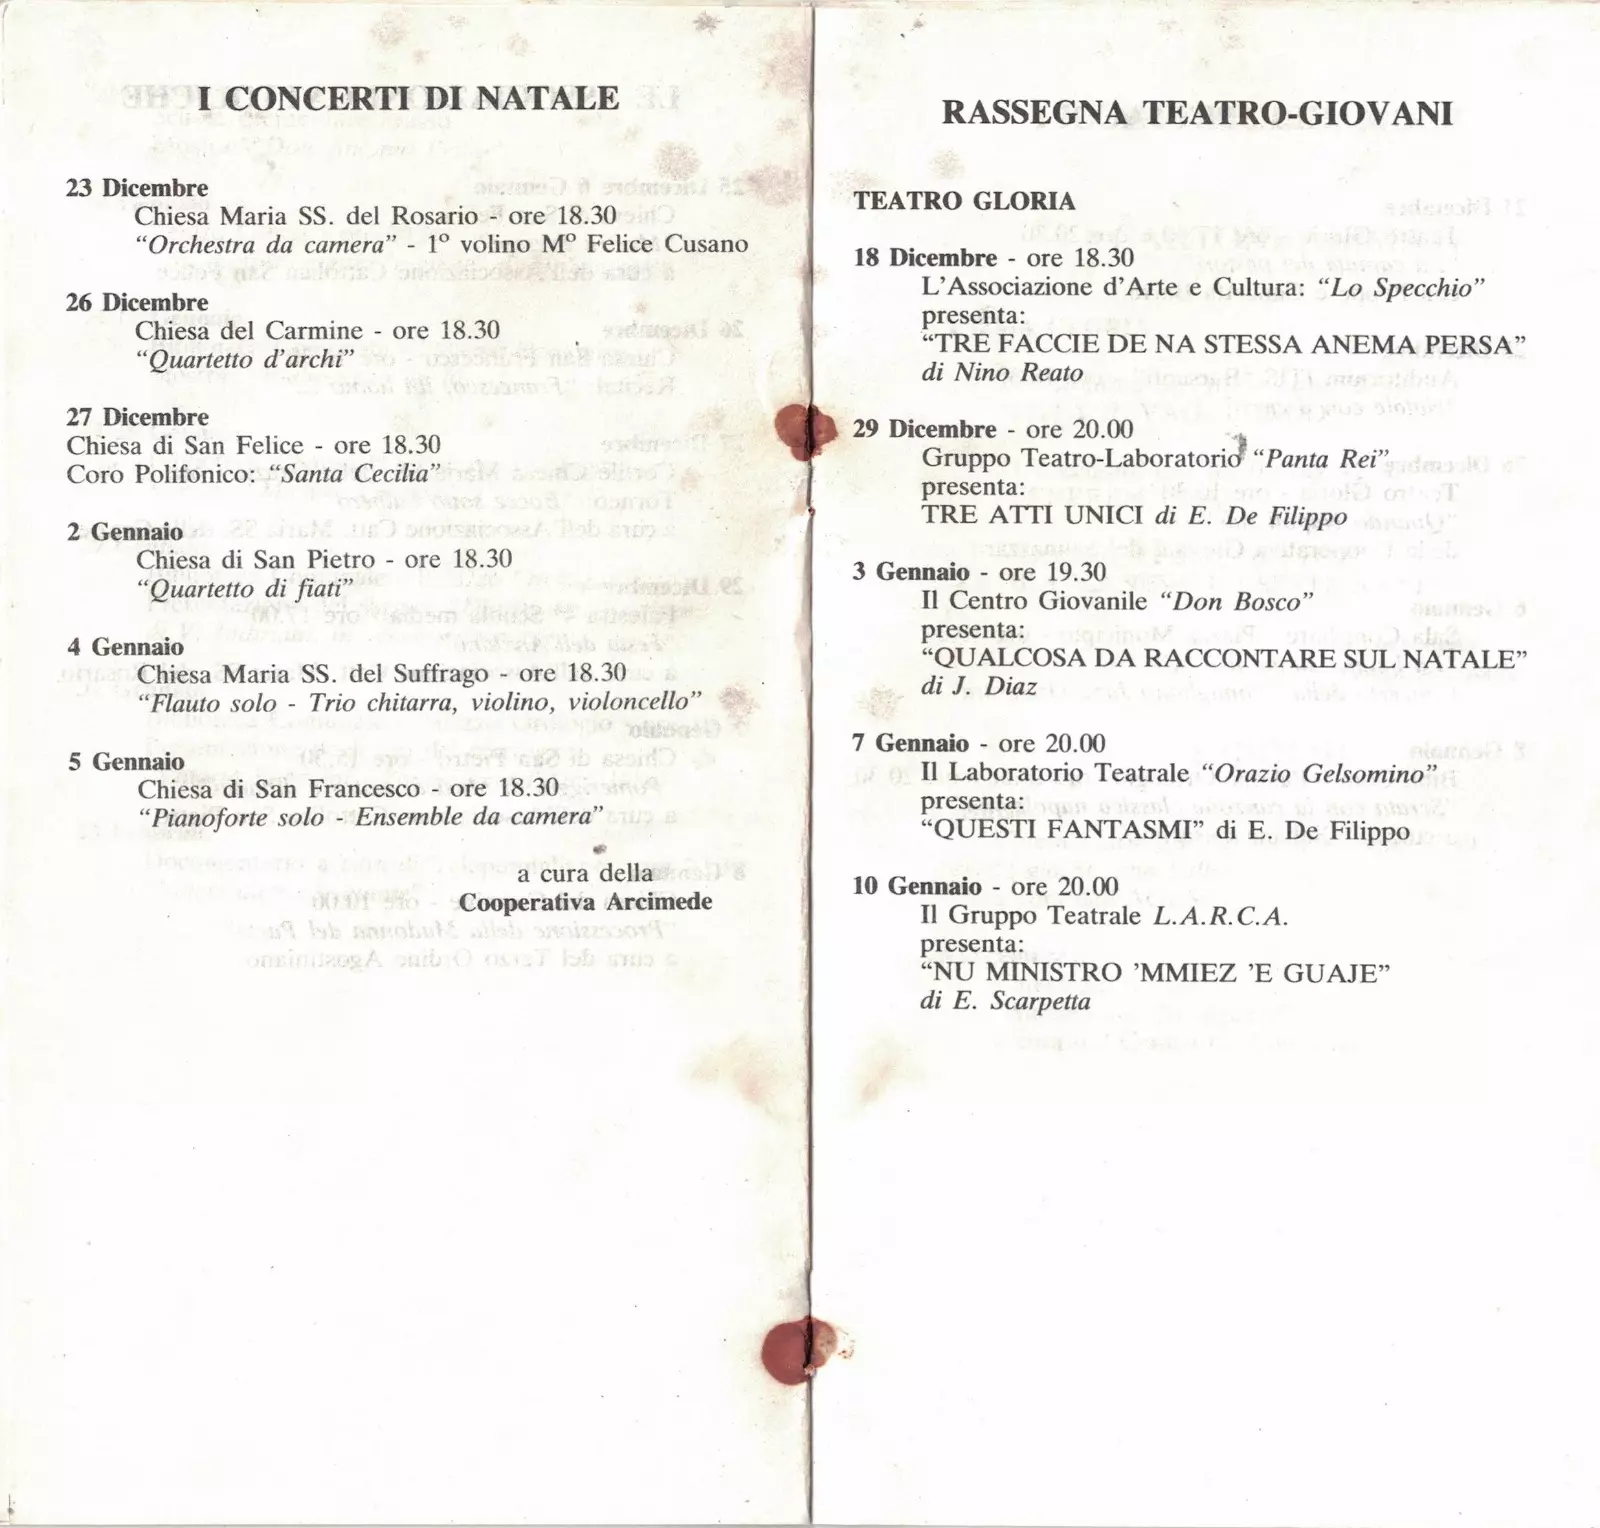 I CONCERTI DI NATALE
23 Dicembre
Chiesa Maria SS. del Rosario - ore 18.30
“Orchestra da camera” - 1° volino M° Felice Cusano
26 Dicembre
Chiesa del Carmine - ore 18.30
“Quartetto d’archi”
27 Dicembre
Chiesa di San Felice - ore 18.30
Coro Polifonico: “Santa Cecilia”
2 Gennaio
Chiesa di San Pietro - ore 18.30
“Quartetto di fiati”
4 Gennaio
Chiesa Maria SS. del Suffrago - ore 18.30
“Flauto solo - Trio chitarra, violino, violoncello”
5 Gennaio
Chiesa di San Francesco - ore 18.30
“Pianoforte solo - Ensemble da camera”
a cura della
Cooperativa Arcimede
RASSEGNA TEATRO-GIOVANI
TEATRO GLORIA
18 Dicembre - ore 18.30
L’Associazione d’Arte e Cultura: “Lo Specchio”
presenta:
“TRE FACCIE DE NA STESSA ANEMA PERSA”
di Nino Reato
29 Dicembre - ore 20.00
Gruppo Teatro-Laboratorio “Panta Rei”
presenta:
TRE ATTI UNICI di E. De Filippo
3 Gennaio - ore 19.30
Il Centro Giovanile “Don Bosco”
presenta:
“QUALCOSA DA RACCONTARE SUL NATALE”
di J. Diaz
7 Gennaio - ore 20.00
Il Laboratorio Teatrale “Orazio Gelsomino”
presenta:
“QUESTI FANTASMI” di E. De Filippo
10 Gennaio - ore 20.00
Il Gruppo Teatrale L.A.R.C.A.
presenta:
“NU MINISTRO ’MMIEZ ’E GUAJE”
di E. Scarpetta